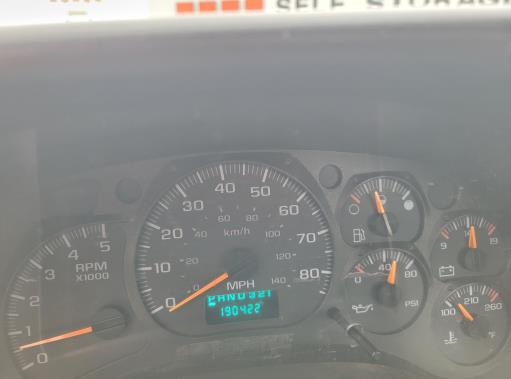 SELF STORAGE
0 1 2 3 4 5
RPM
X1000
0 10 20 30 40 50 60 70 80
0 20 40 60 80 100 120 140
km/h
MPH
PRND321
190422
9 14 19
0 40 80
PSI
100 210 260
°F